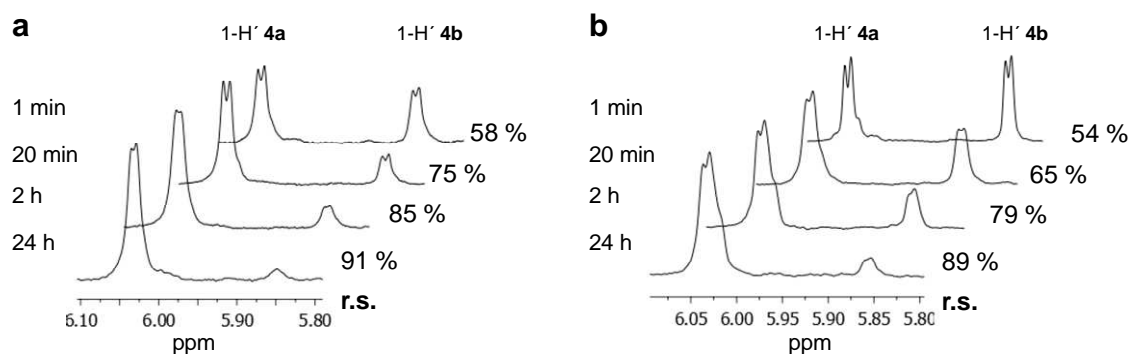 a
1-H´ 4a 1-H´ 4b
1 min
58 %
20 min
75 %
2 h
85 %
24 h
91 %
r.s.
6.10 6.00 5.90 5.80
ppm
b
1-H´ 4a 1-H´ 4b
1 min
54 %
20 min
65 %
2 h
79 %
24 h
89 %
r.s.
6.05 6.00 5.95 5.90 5.85 5.80
ppm